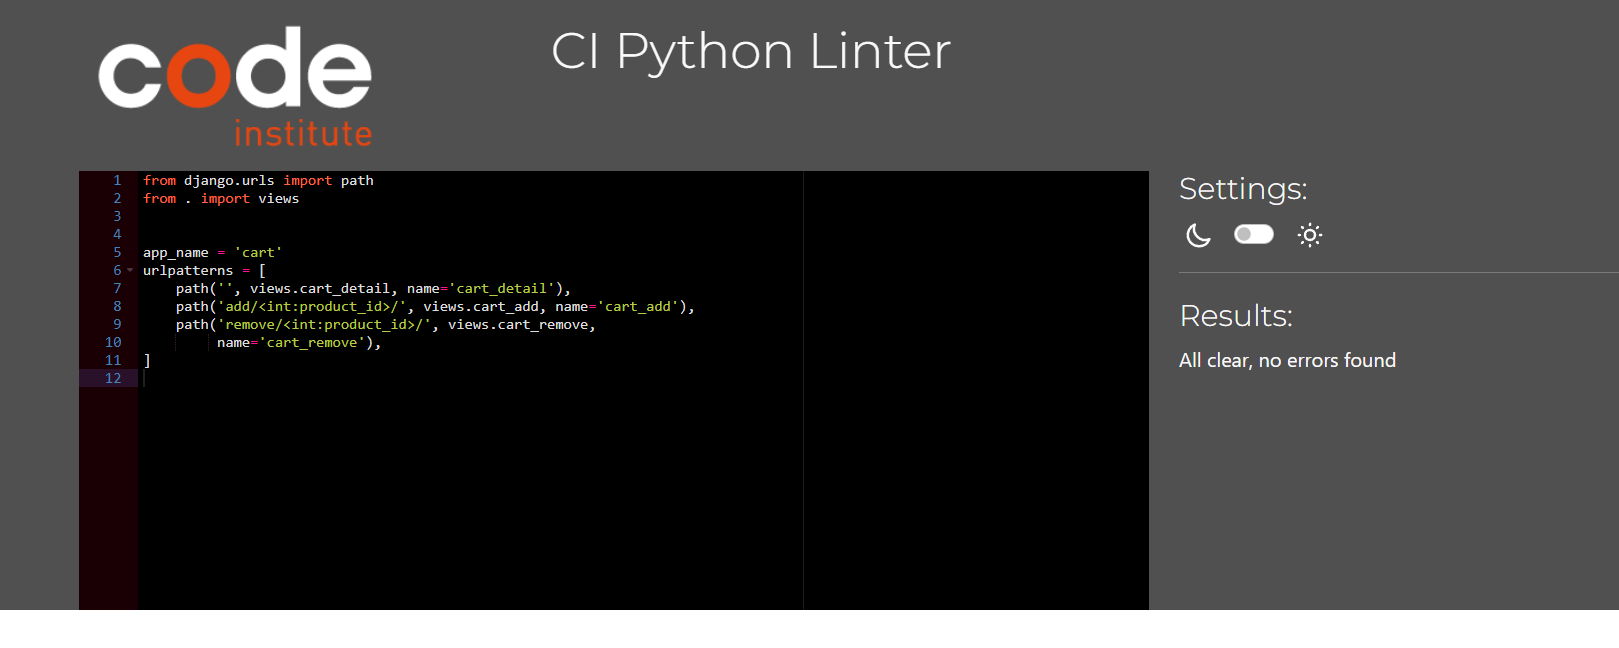 code
institute
CI Python Linter
1 from django.urls import path
2 from . import views
3
4
5 app_name = 'cart'
6 urlpatterns = [
7     path('', views.cart_detail, name='cart_detail'),
8     path('add/<int:product_id>/', views.cart_add, name='cart_add'),
9     path('remove/<int:product_id>/', views.cart_remove,
10          name='cart_remove'),
11 ]
12
Settings:
Results:
All clear, no errors found